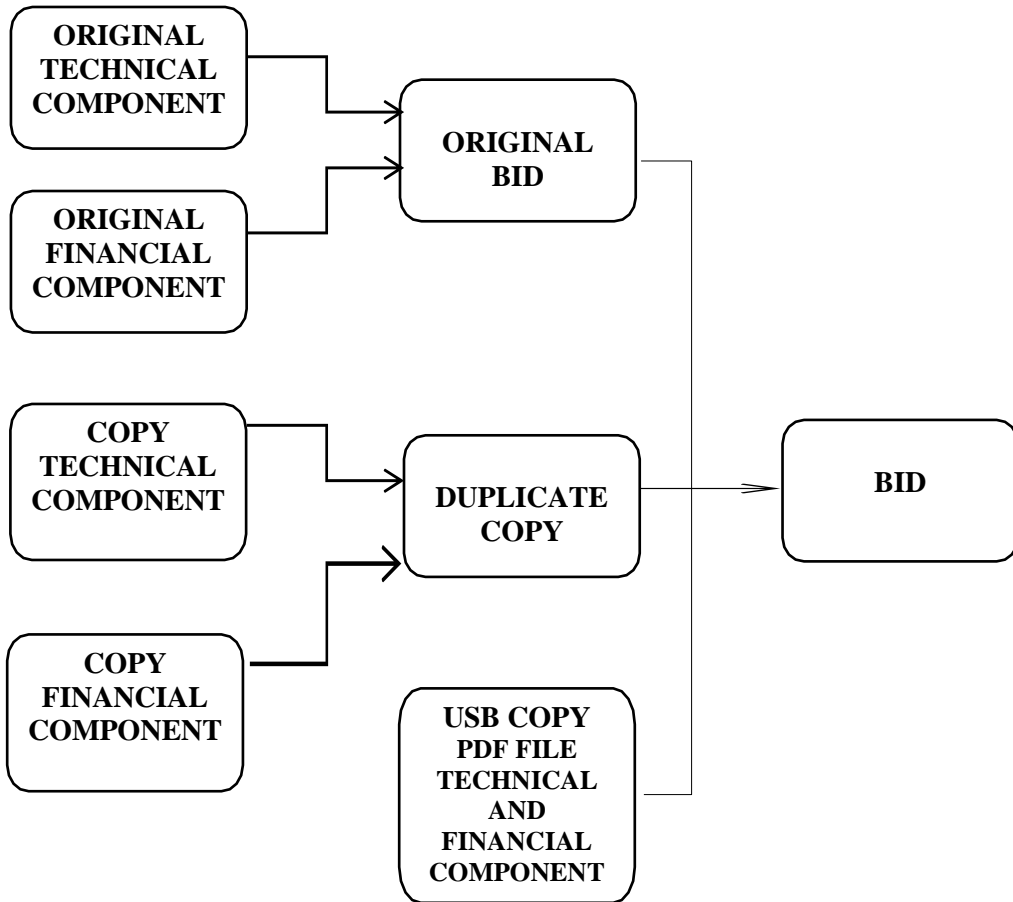 ORIGINAL
TECHNICAL
COMPONENT
ORIGINAL
FINANCIAL
COMPONENT
ORIGINAL
BID
COPY
TECHNICAL
COMPONENT
COPY
FINANCIAL
COMPONENT
DUPLICATE
COPY
USB COPY
PDF FILE
TECHNICAL
AND
FINANCIAL
COMPONENT
BID